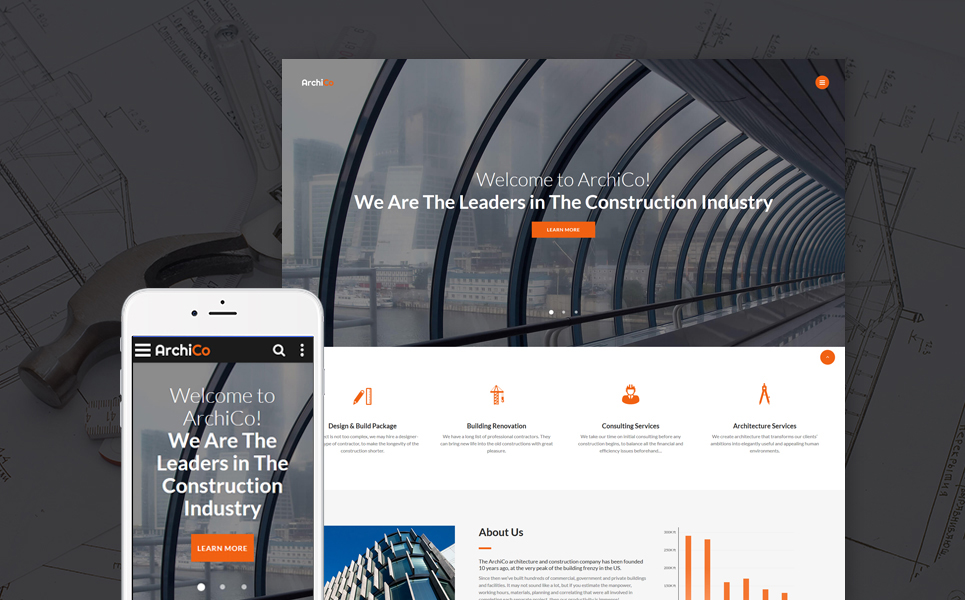 ArchiCo
Welcome to ArchiCo!
We Are The Leaders in The Construction Industry
LEARN MORE
Design & Build Package
Building Renovation
We have a long list of professional contractors. They
can bring new life into the old constructions with great
pleasure.
Consulting Services
We take our time on initial consulting before any
construction begins, to balance all the financial and
efficiency issues beforehand...
Architecture Services
We create architecture that transforms our clients'
ambitions into elegantly useful and appealing human
environments.
ct is not too complex, we may hire a designer-
pe of contractor, to make the longevity of the
construction shorter.
About Us
The ArchiCo architecture and construction company has been founded
10 years ago, at the very peak of the building frenzy in the US.
Since then we've built hundreds of commercial, government and private buildings
and facilities. It may not sound like a lot, but if you estimate the manpower,
working hours, materials, planning and correlating that were all involved in
ArchiCo
Welcome to
ArchiCo!
We Are The
Leaders in The
Construction
Industry
LEARN MORE